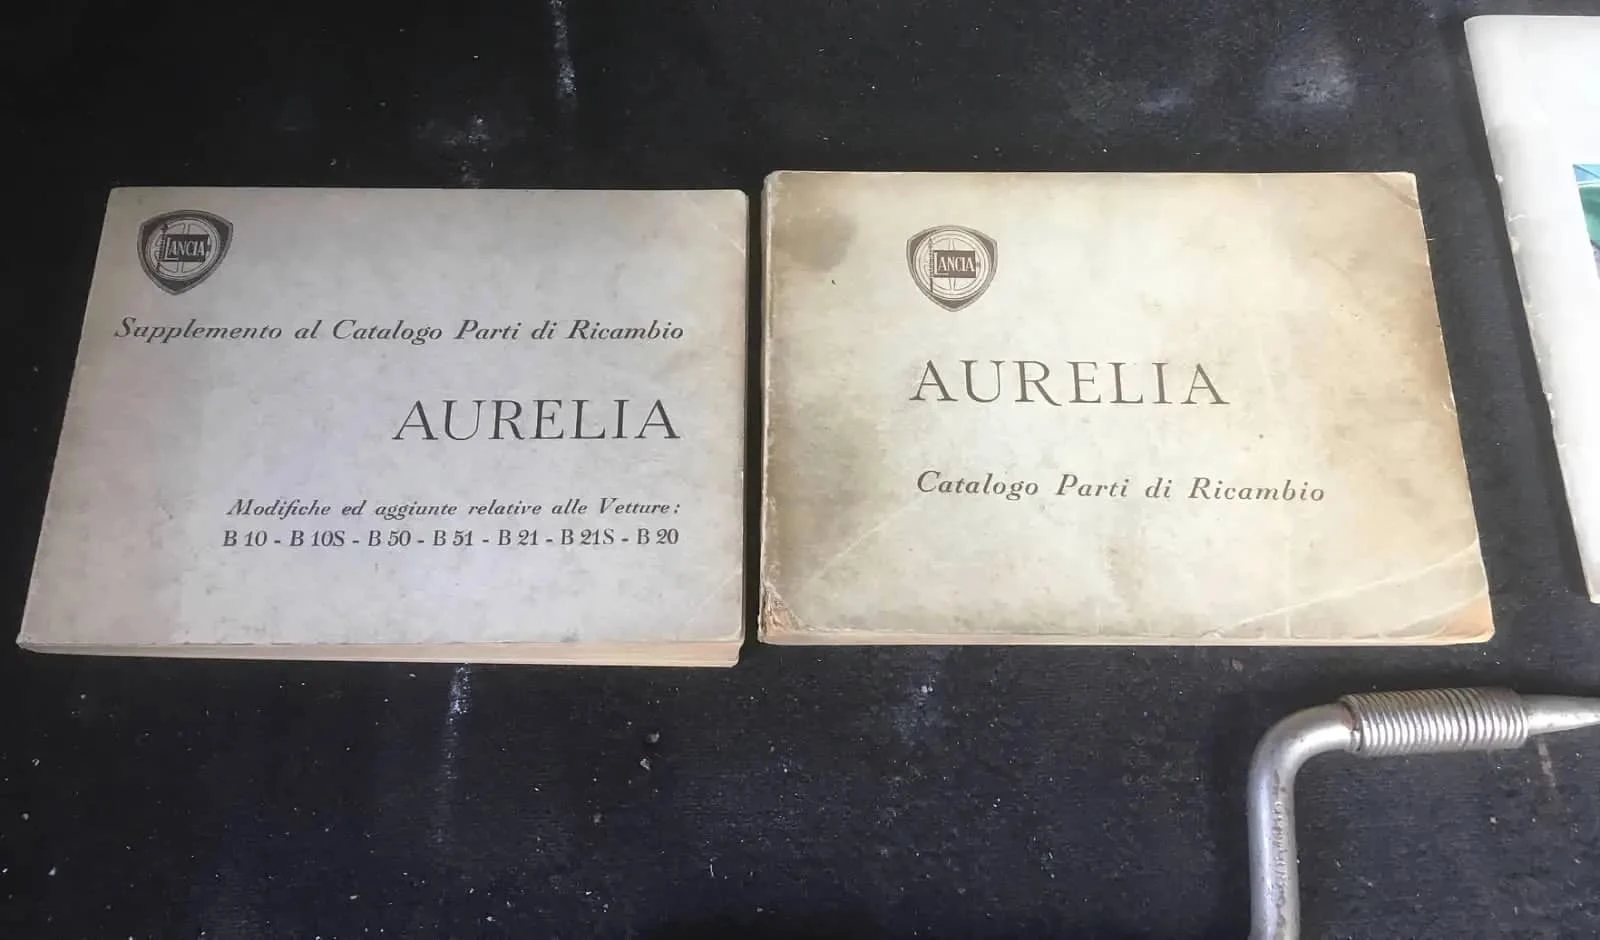 LANCIA
Supplemento al Catalogo Parti di Ricambio
AURELIA
Modifiche ed aggiunte relative alle Vetture:
B 10 - B 10S - B 50 - B 51 - B 21 - B 21S - B 20
LANCIA
AURELIA
Catalogo Parti di Ricambio